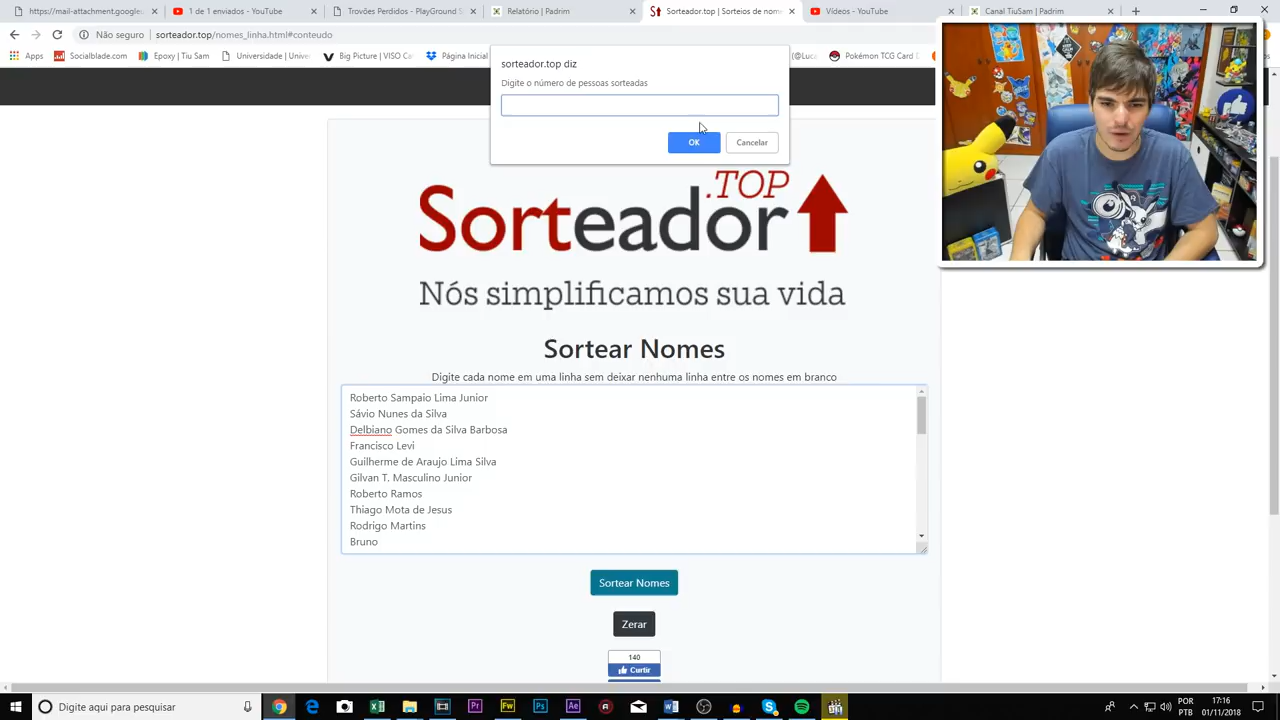 https://mail-attachment.google
1 de 1 enviados - YouTube
Trovões Perdidos - PlayGround
Relatório | Padrim
Sorteador.top | Sorteios de nome
Vídeos - YouTube
Canal TiuSam | Padrim
Não seguro
sorteador.top/nomes_linha.html#conteudo
Apps
Socialblade.com
Epoxy | Tiu Sam
Universidade | Unive
Big Picture | VISO C
Página Inicial
(@Luca
Pokémon TCG Card D
sorteador.top diz
Digite o número de pessoas sorteadas
OK
Cancelar
Sorteador.TOP
Nós simplificamos sua vida
Sortear Nomes
Digite cada nome em uma linha sem deixar nenhuma linha entre os nomes em branco
Roberto Sampaio Lima Junior
Sávio Nunes da Silva
Delbiano Gomes da Silva Barbosa
Francisco Levi
Guilherme de Araujo Lima Silva
Gilvan T. Masculino Junior
Roberto Ramos
Thiago Mota de Jesus
Rodrigo Martins
Bruno
Sortear Nomes
Zerar
140
Curtir
Digite aqui para pesquisar
POR
PTB
17:16
01/11/2018